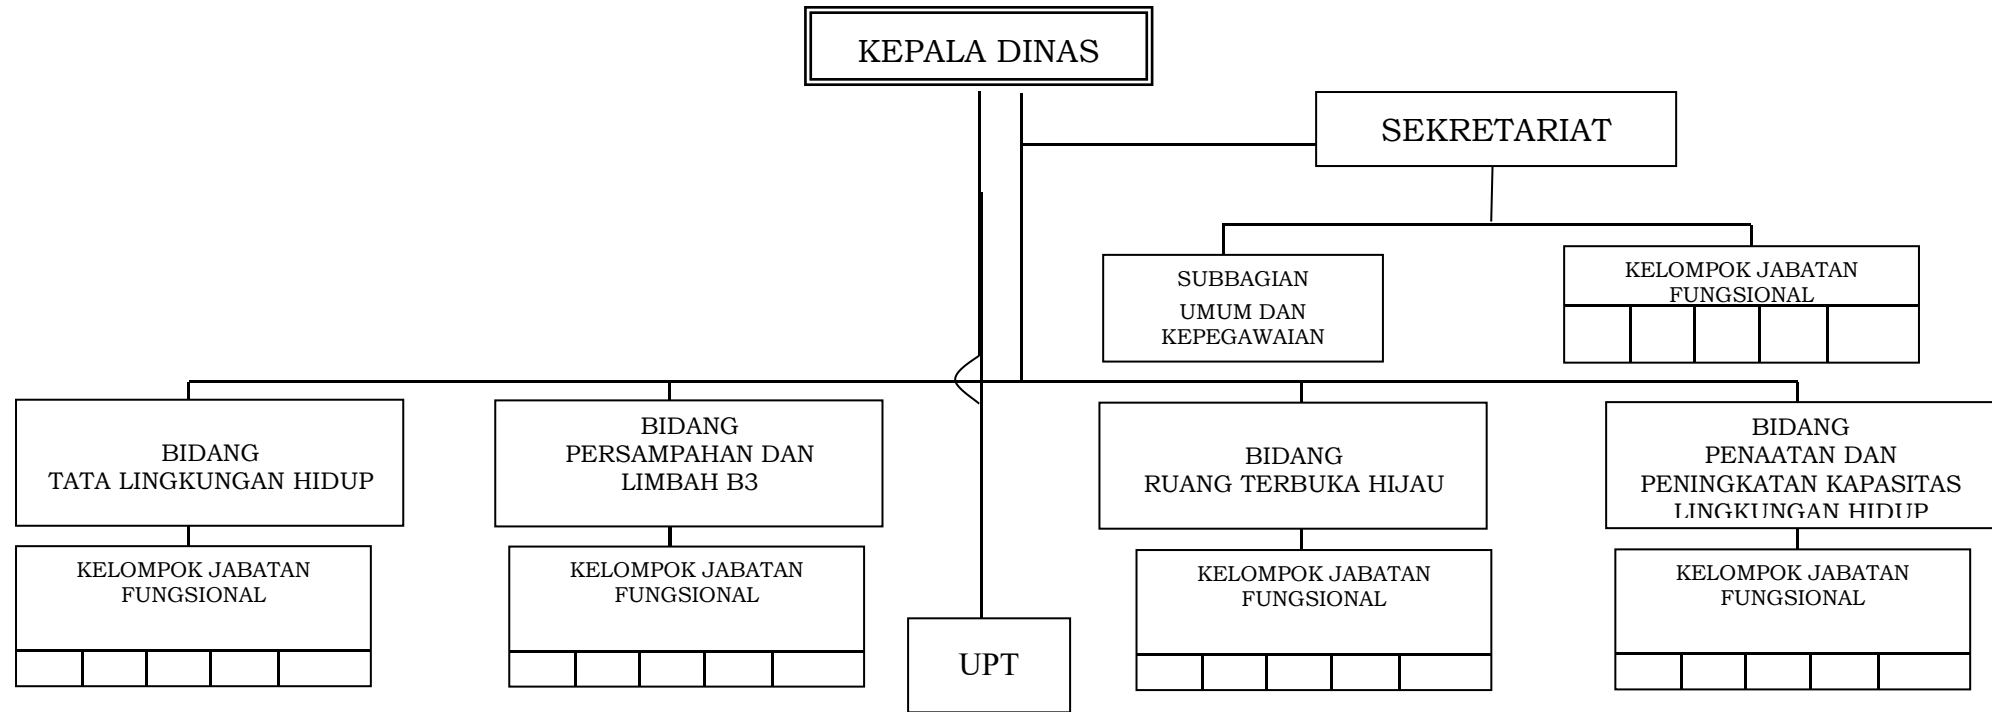 KEPALA DINAS
SEKRETARIAT
SUBBAGIAN
UMUM DAN
KEPEGAWAIAN
KELOMPOK JABATAN
FUNGSIONAL
BIDANG
TATA LINGKUNGAN HIDUP
BIDANG
PERSAMPAHAN DAN
LIMBAH B3
BIDANG
RUANG TERBUKA HIJAU
BIDANG
PENAATAN DAN
PENINGKATAN KAPASITAS
LINGKUNGAN HIDUP
KELOMPOK JABATAN
FUNGSIONAL
KELOMPOK JABATAN
FUNGSIONAL
UPT
KELOMPOK JABATAN
FUNGSIONAL
KELOMPOK JABATAN
FUNGSIONAL